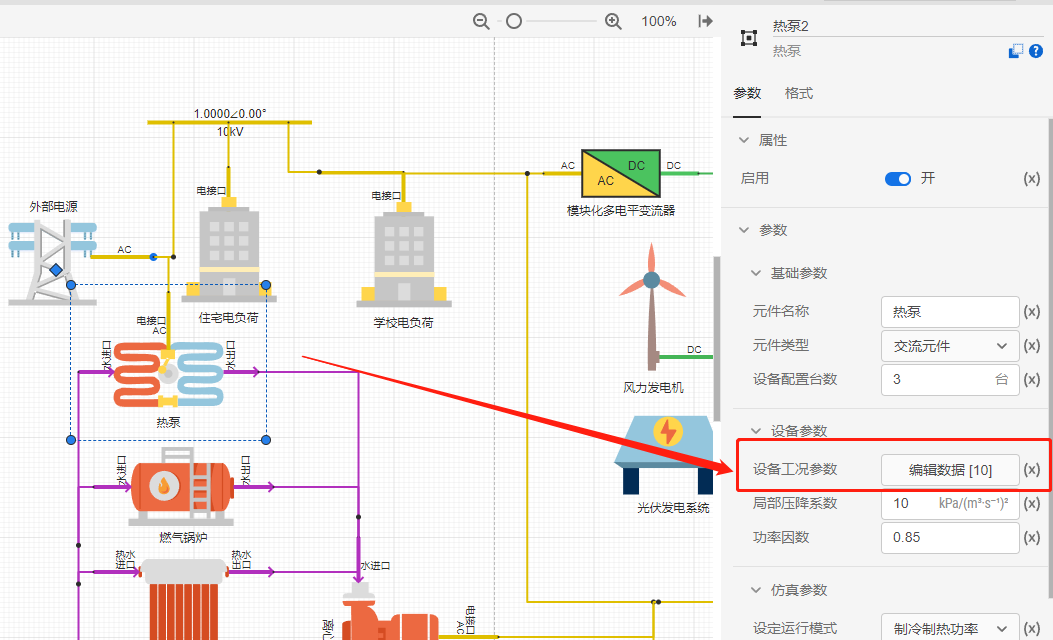 100%
热泵2
热泵
参数
格式
属性
启用
开
(x)
参数
基础参数
元件名称
热泵
(x)
元件类型
交流元件
(x)
设备配置台数
3
台
(x)
设备参数
设备工况参数
编辑数据 [10]
(x)
局部压降系数
10
kPa/(m³·s⁻¹)²
(x)
功率因数
0.85
(x)
仿真参数
设定运行模式
制冷制热功率
(x)
1.0000∠0.00°
10kV
外部电源
AC
电接口
住宅电负荷
电接口
学校电负荷
AC
DC
AC
DC
模块化多电平变流器
电接口
AC
水进口
水出口
热泵
风力发电机
DC
光伏发电系统
水进口
水出口
燃气锅炉
热水
进口
热水
出口
水进口
电接口
AC